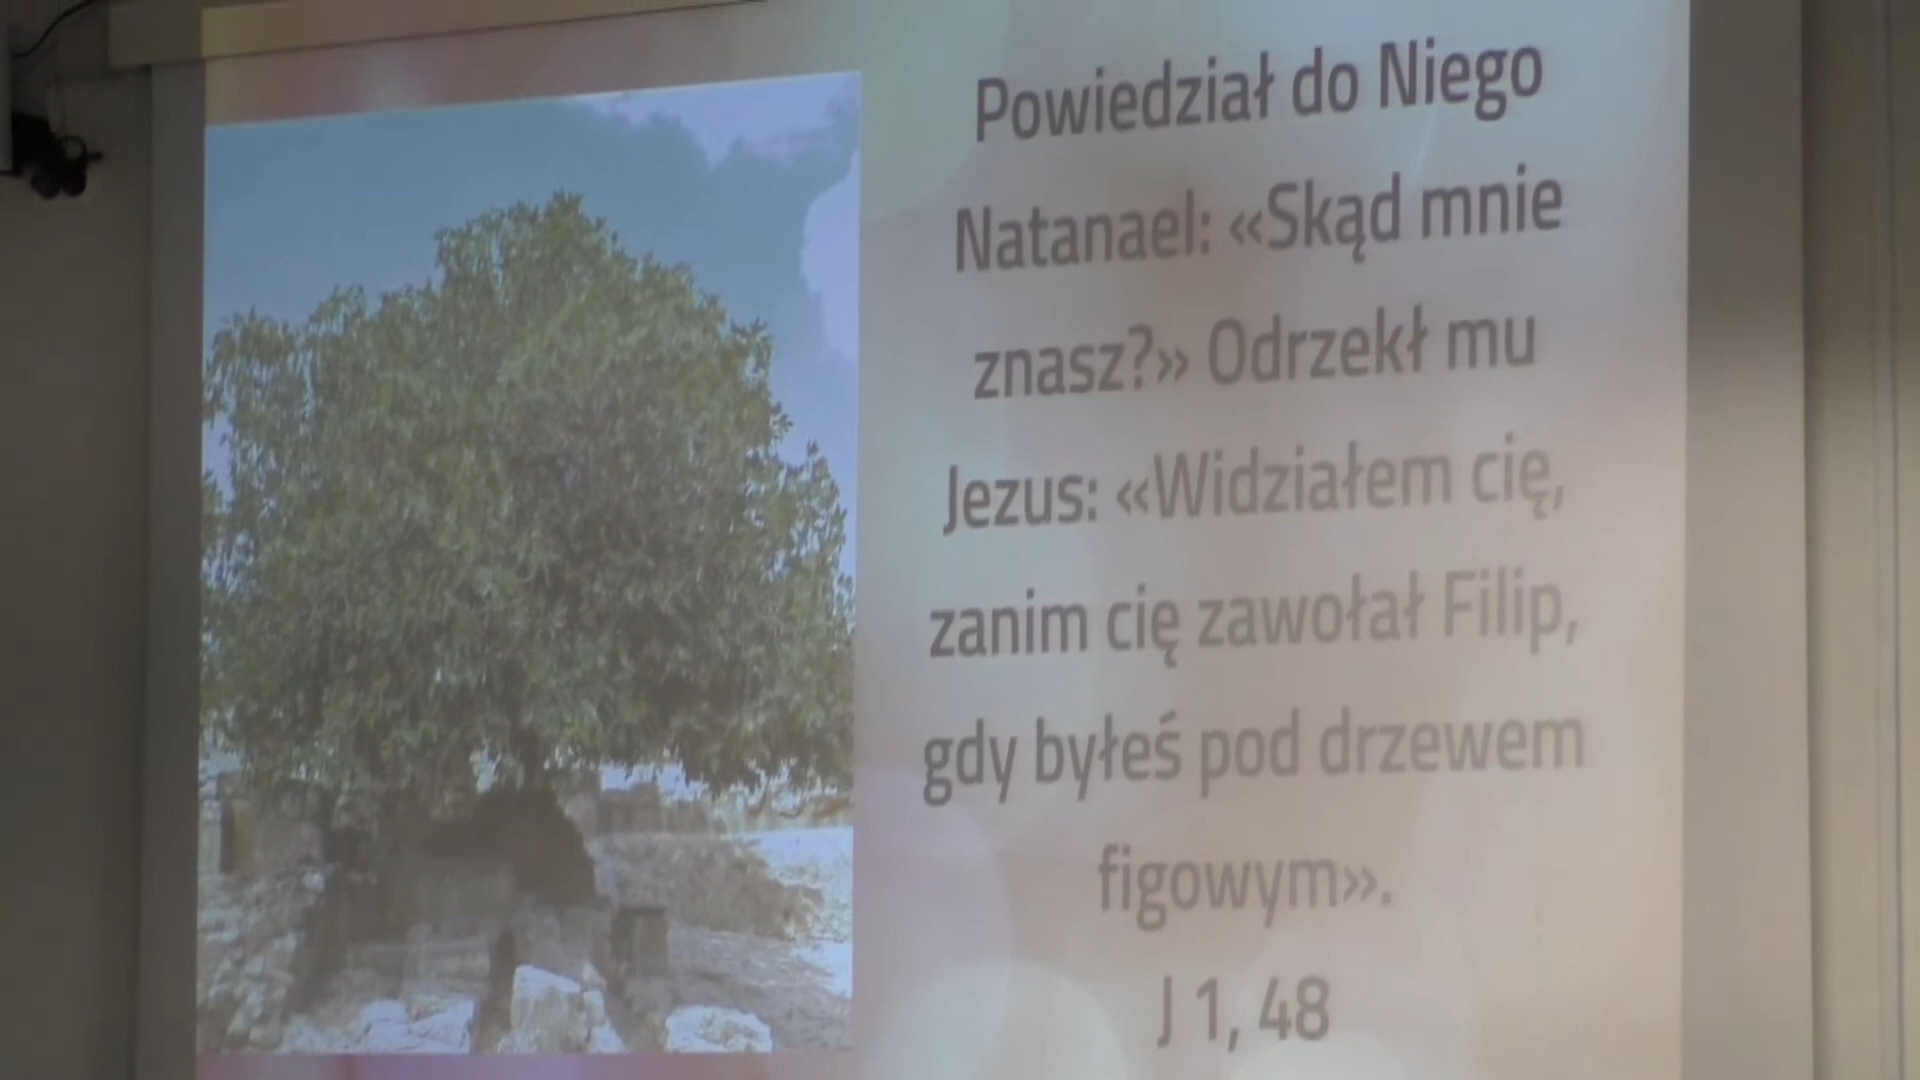 Powiedział do Niego
Natanael: «Skąd mnie
znasz?» Odrzekł mu
Jezus: «Widziałem cię,
zanim cię zawołał Filip,
gdy byłeś pod drzewem
figowym».
J 1, 48